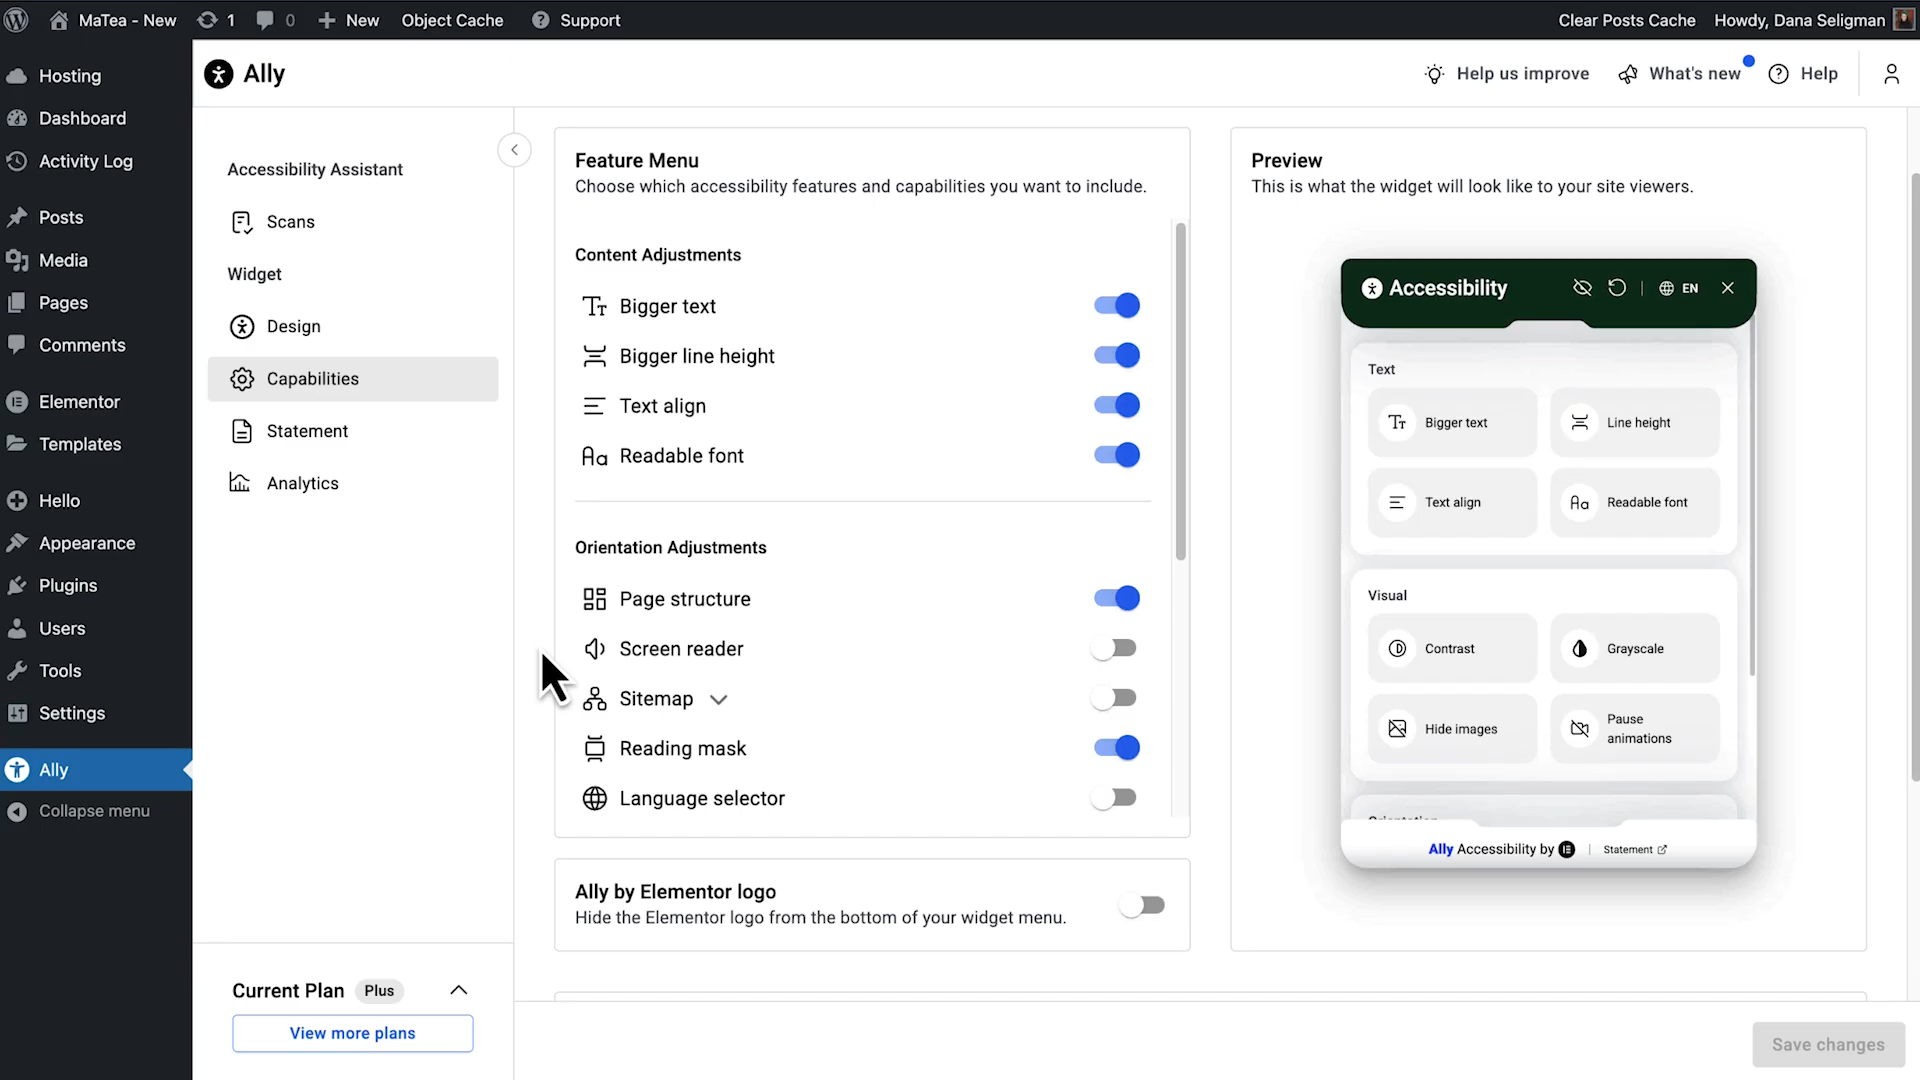 MaTea - New
1
0
New
Object Cache
Support
Clear Posts Cache
Howdy, Dana Seligman
Hosting
Dashboard
Activity Log
Posts
Media
Pages
Comments
Elementor
Templates
Hello
Appearance
Plugins
Users
Tools
Settings
Ally
Collapse menu
Ally
Help us improve
What's new
Help
Accessibility Assistant
Scans
Widget
Design
Capabilities
Statement
Analytics
Current Plan
Plus
View more plans
Feature Menu
Choose which accessibility features and capabilities you want to include.
Content Adjustments
Bigger text
Bigger line height
Text align
Readable font
Orientation Adjustments
Page structure
Screen reader
Sitemap
Reading mask
Language selector
Ally by Elementor logo
Hide the Elementor logo from the bottom of your widget menu.
Preview
This is what the widget will look like to your site viewers.
Accessibility
EN
Text
Bigger text
Line height
Text align
Readable font
Visual
Contrast
Grayscale
Hide images
Pause
animations
Orientation
Ally Accessibility by
Statement
Save changes